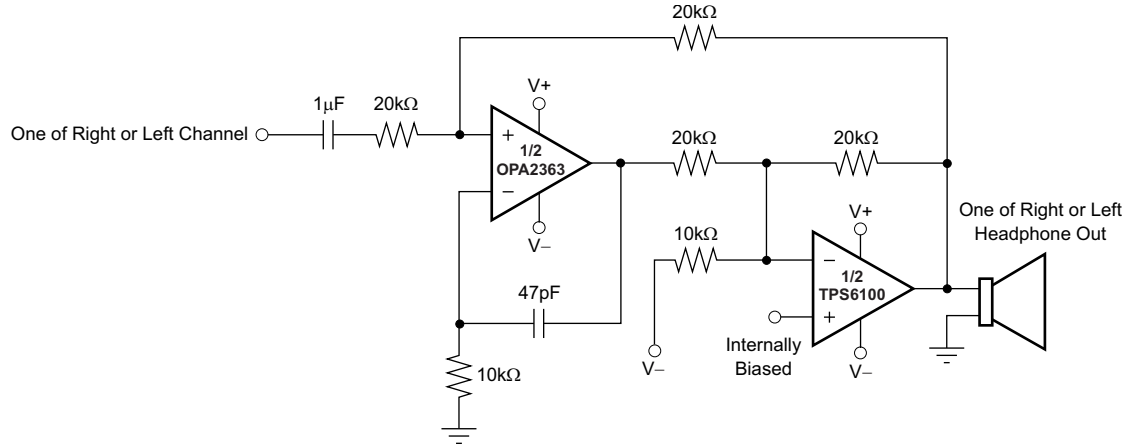 20kΩ
V+
1μF
20kΩ
One of Right or Left Channel
+
1/2
OPA2363
−
V−
20kΩ
20kΩ
V+
One of Right or Left
Headphone Out
10kΩ
−
1/2
TPS6100
+
47pF
Internally
Biased
V−
V−
10kΩ